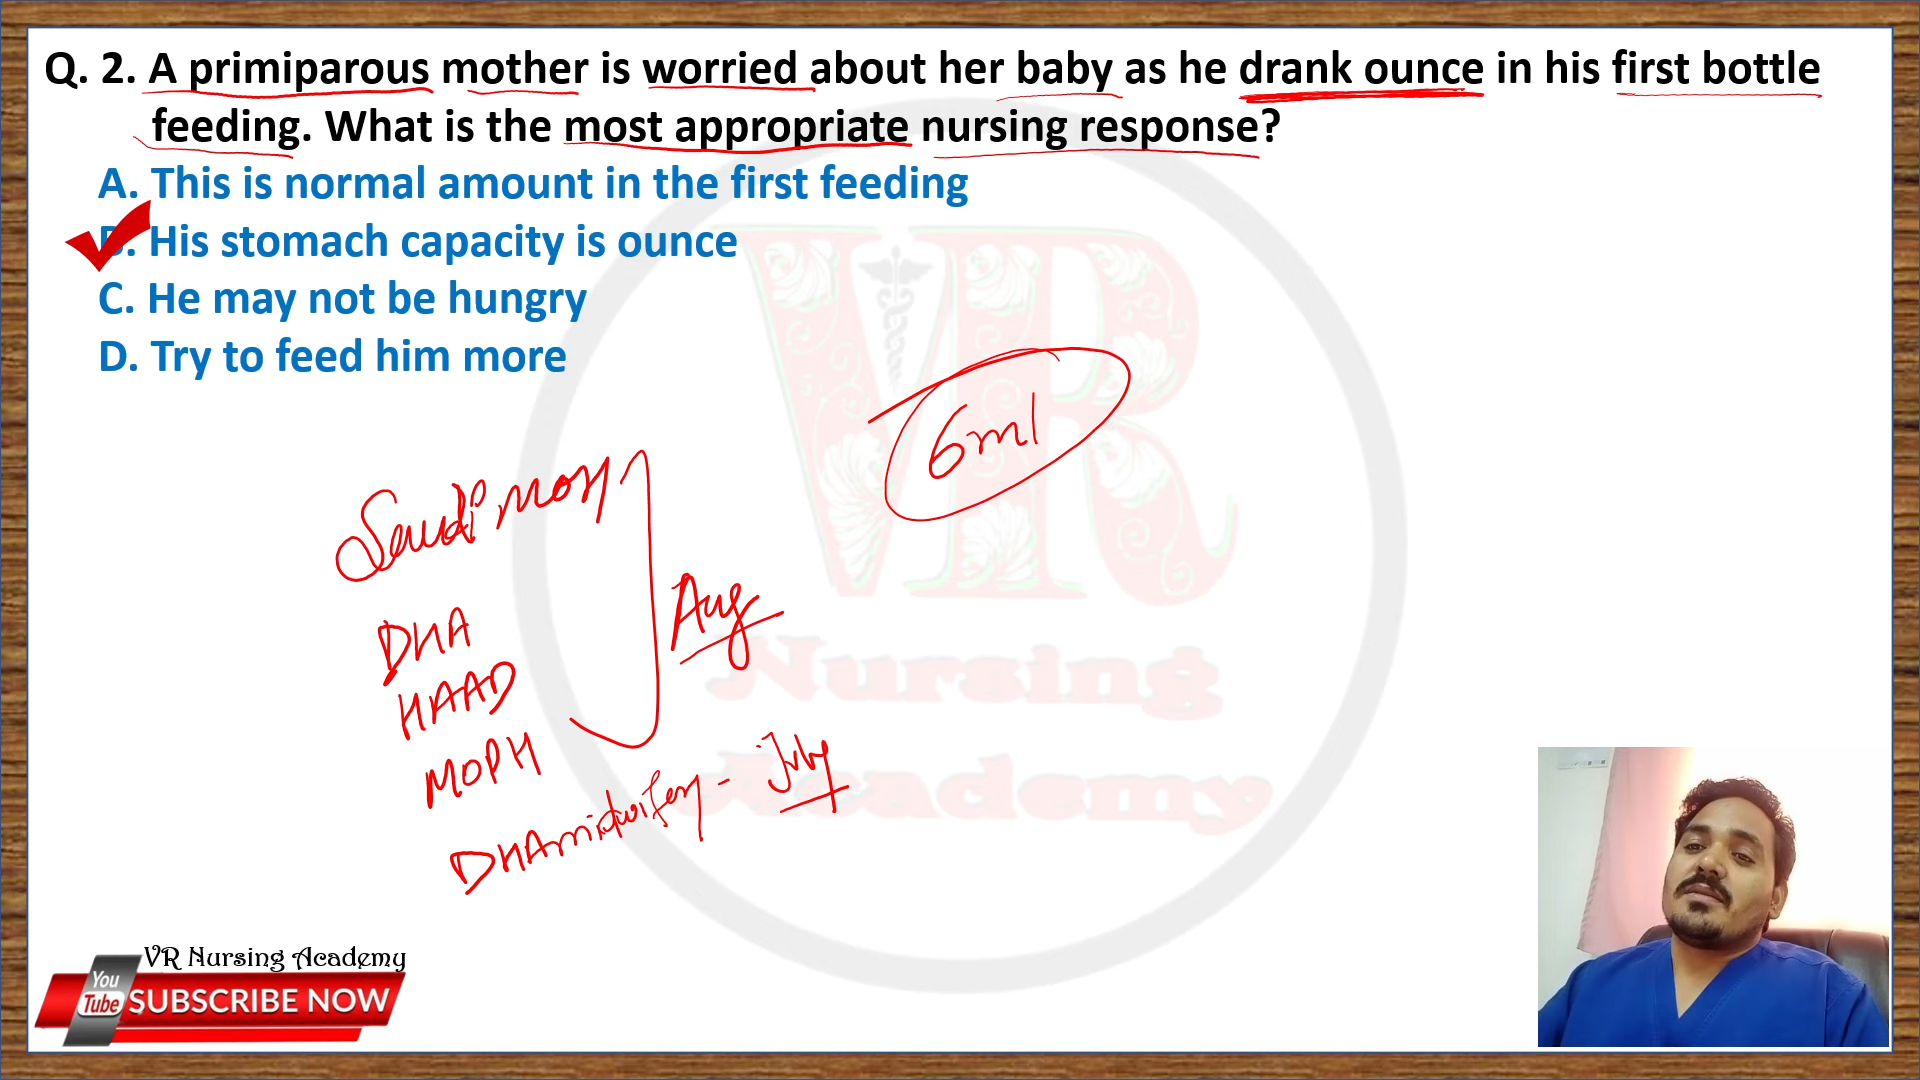 Q. 2. A primiparous mother is worried about her baby as he drank ounce in his first bottle
feeding. What is the most appropriate nursing response?
A. This is normal amount in the first feeding
B. His stomach capacity is ounce
C. He may not be hungry
D. Try to feed him more
6ml
Saudi MOH
DHA
HAAD
MOPH
Aug
DHA midwifery - July
VR
Nursing
Academy
VR Nursing Academy
You
Tube
SUBSCRIBE NOW